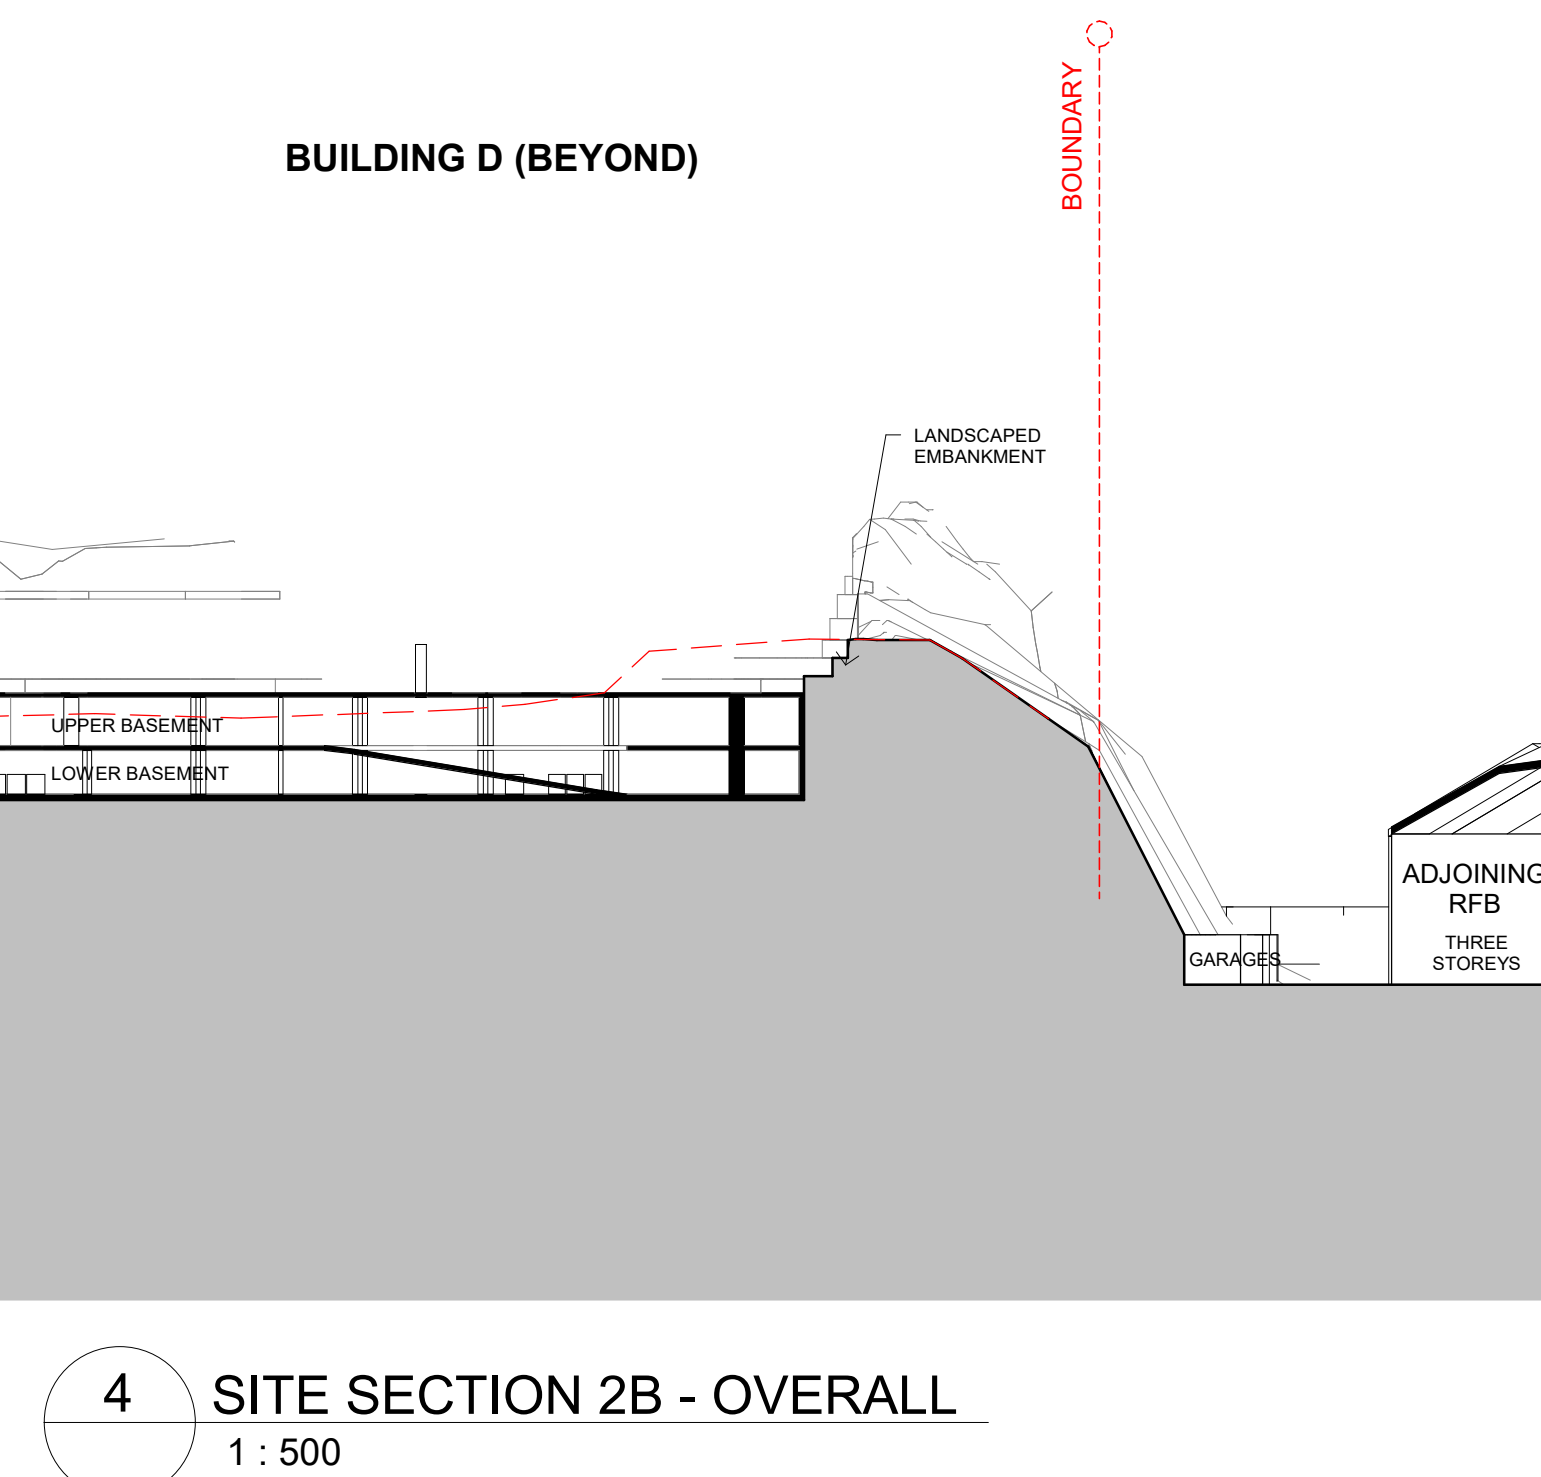 BOUNDARY
BUILDING D (BEYOND)
LANDSCAPED
EMBANKMENT
UPPER BASEMENT
LOWER BASEMENT
ADJOINING
RFB
THREE
STOREYS
GARAGES
4
SITE SECTION 2B - OVERALL
1 : 500